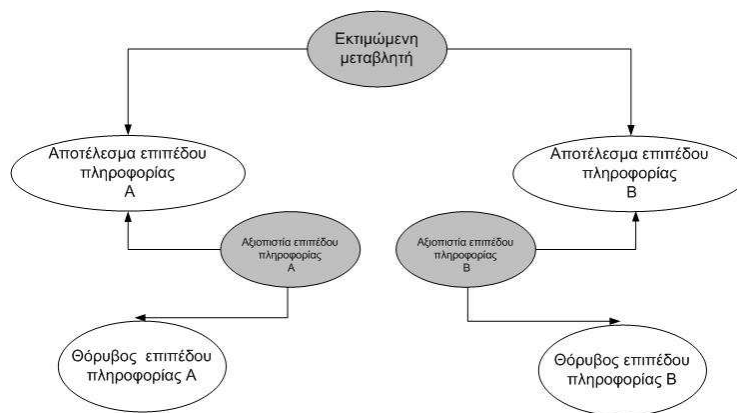 Εκτιμώμενη
μεταβλητή
Αποτέλεσμα επιπέδου
πληροφορίας
Α
Αποτέλεσμα επιπέδου
πληροφορίας
Β
Αξιοπιστία επιπέδου
πληροφορίας
Α
Αξιοπιστία επιπέδου
πληροφορίας
Β
Θόρυβος επιπέδου
πληροφορίας Α
Θόρυβος επιπέδου
πληροφορίας Β